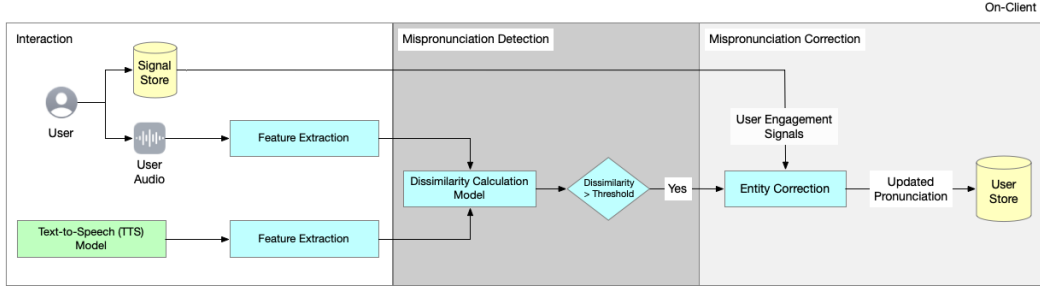 On-Client
Interaction
Mispronunciation Detection
Mispronunciation Correction
Signal
Store
User
User
Audio
Feature Extraction
Text-to-Speech (TTS)
Model
Feature Extraction
Dissimilarity Calculation
Model
Dissimilarity
> Threshold
Yes
User Engagement
Signals
Entity Correction
Updated
Pronunciation
User
Store